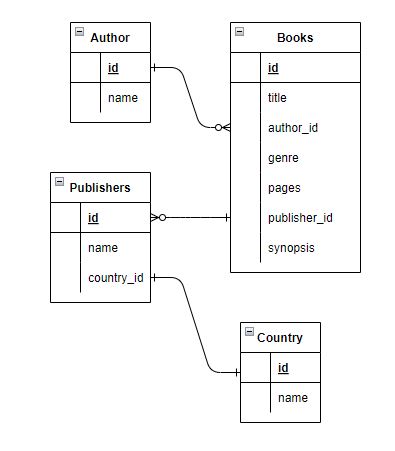 Author
id
name
Books
id
title
author_id
genre
pages
publisher_id
synopsis
Publishers
id
name
country_id
Country
id
name